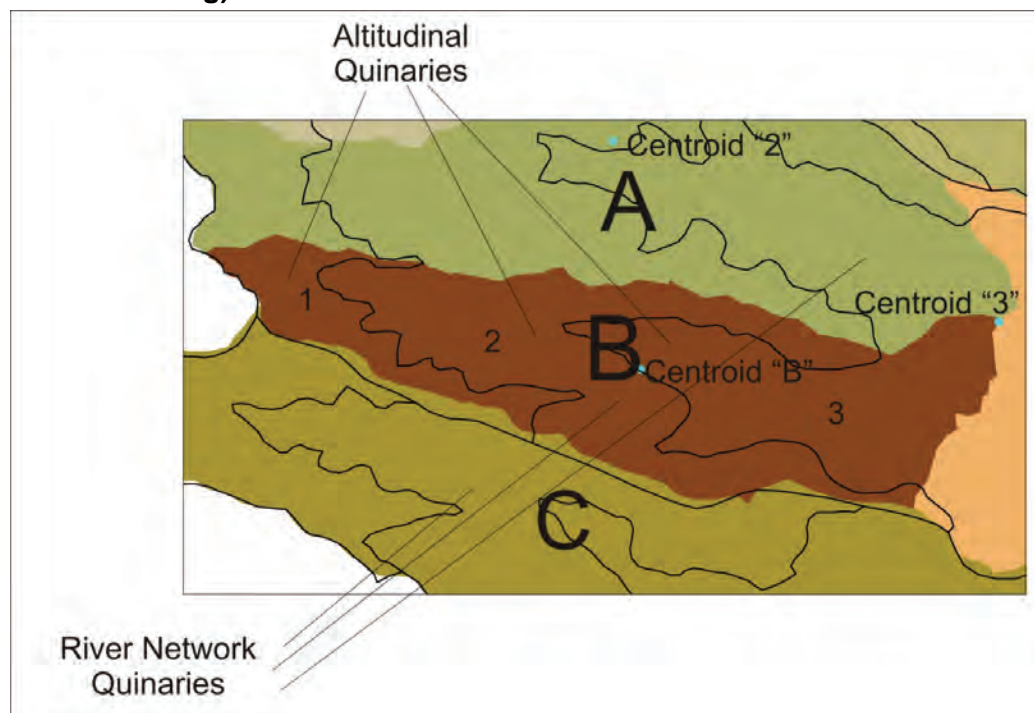 g)
Altitudinal
Quinaries
Centroid “2”
A
Centroid “3”
1
2
B
Centroid “B”
3
C
River Network
Quinaries